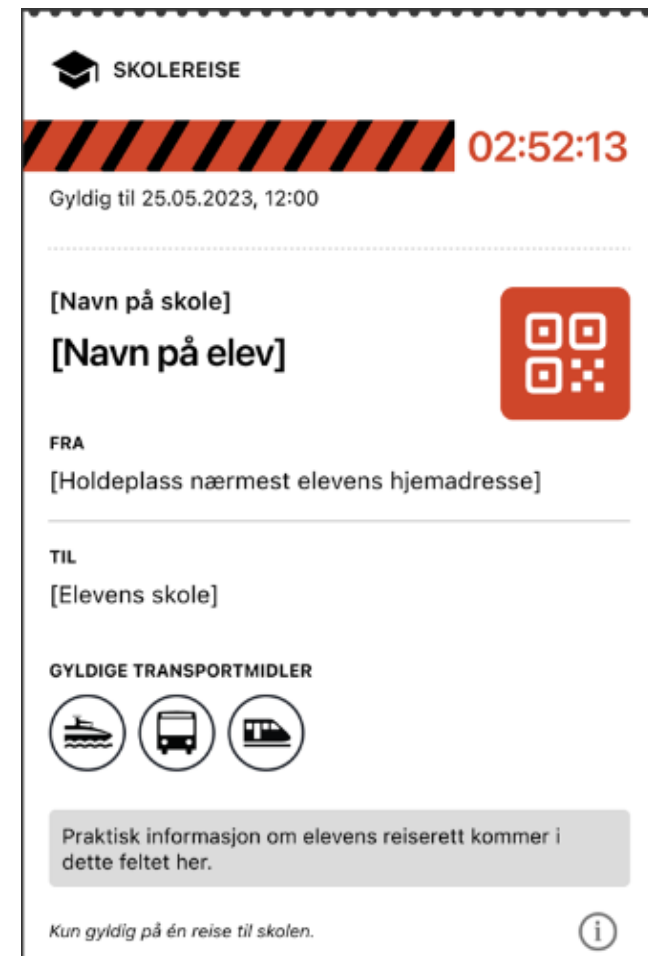 SKOLEREISE
02:52:13
Gyldig til 25.05.2023, 12:00
[Navn på skole]
[Navn på elev]
FRA
[Holdeplass nærmest elevens hjemadresse]
TIL
[Elevens skole]
GYLDIGE TRANSPORTMIDLER
Praktisk informasjon om elevens reiserett kommer i
dette feltet her.
Kun gyldig på én reise til skolen.